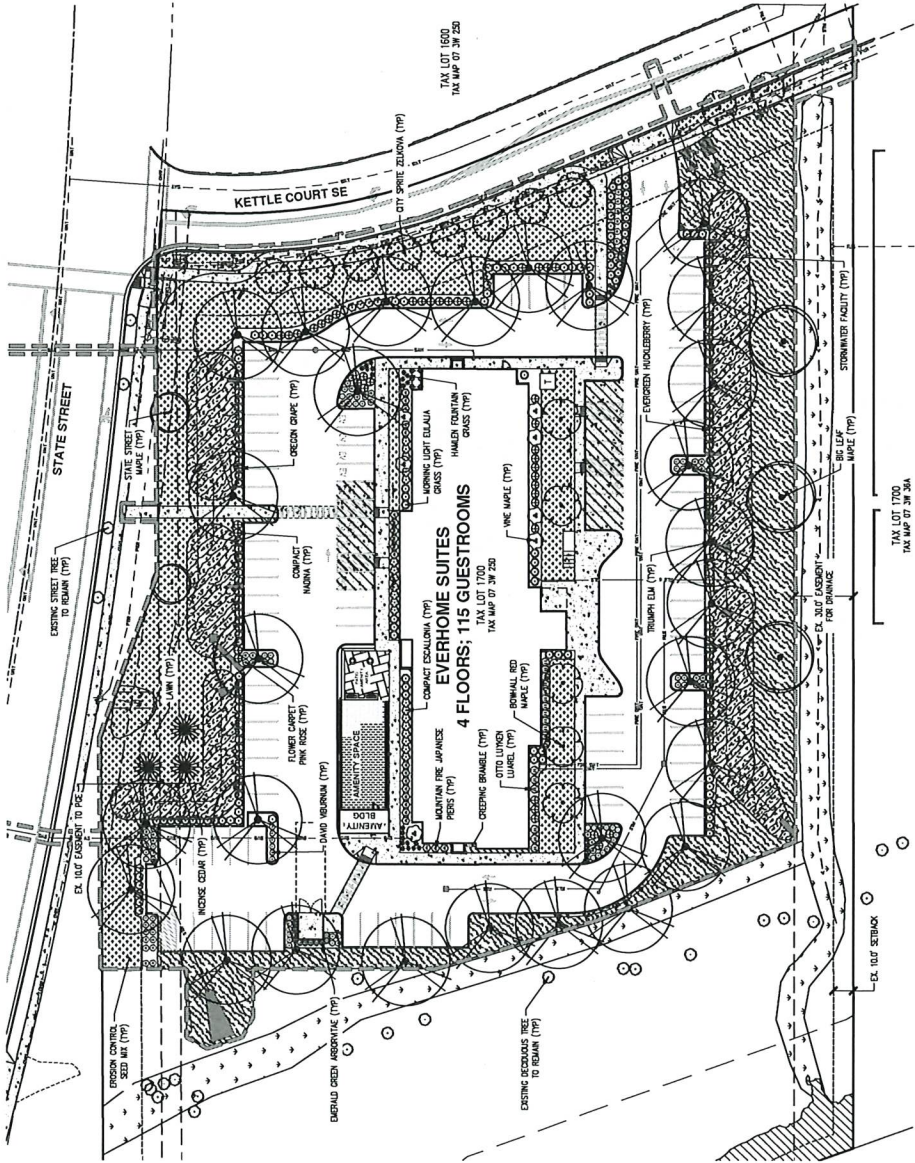 TAX LOT 1600
TAX MAP 07 3W 25D
STATE STREET
KETTLE COURT SE
CITY SPRITE ZELKOVA (TYP)
EXISTING STREET TREE
TO REMAIN (TYP)
STATE STREET
MAPLE (TYP)
LAWN (TYP)
EX. 10.0' EASEMENT TO PGE
EROSION CONTROL
SEED MIX (TYP)
INCENSE CEDAR (TYP)
OREGON GRAPE (TYP)
COMPACT
NADINA (TYP)
FLOWER CARPET
PINK ROSE (TYP)
DAVID VIBURNUM (TYP)
EMERALD GREEN ARBORVITAE (TYP)
AMENITY
BLDG.
AMENITY SPACE
MORNING LIGHT EULALIA
GRASS (TYP)
HAMLEN FOUNTAIN
GRASS (TYP)
COMPACT ESCALLONIA (TYP)
EVERHOME SUITES
4 FLOORS; 115 GUESTROOMS
TAX LOT 1700
TAX MAP 07 3W 25D
MOUNTAIN FIRE JAPANESE
PIERIS (TYP)
CREEPING BRAMBLE (TYP)
OTTO LUYKEN
LUAREL (TYP)
BOWHALL RED
MAPLE (TYP)
VINE MAPLE (TYP)
T
EVERGREEN HUCKLEBERRY (TYP)
TRIUMPH ELM (TYP)
STORMWATER FACILITY (TYP)
BIG LEAF
MAPLE (TYP)
EX. 30.0' EASEMENT
FOR DRAINAGE
EX. 10.0' SETBACK
EXISTING DECIDUOUS TREE
TO REMAIN (TYP)
TAX LOT 1700
TAX MAP 07 3W 36A